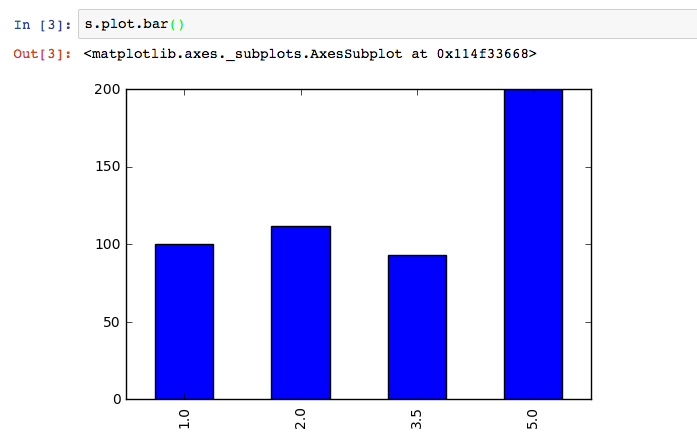 In [3]: s.plot.bar()
Out[3]: <matplotlib.axes._subplots.AxesSubplot at 0x114f33668>
200
150
100
50
0
1.0 2.0 3.5 5.0